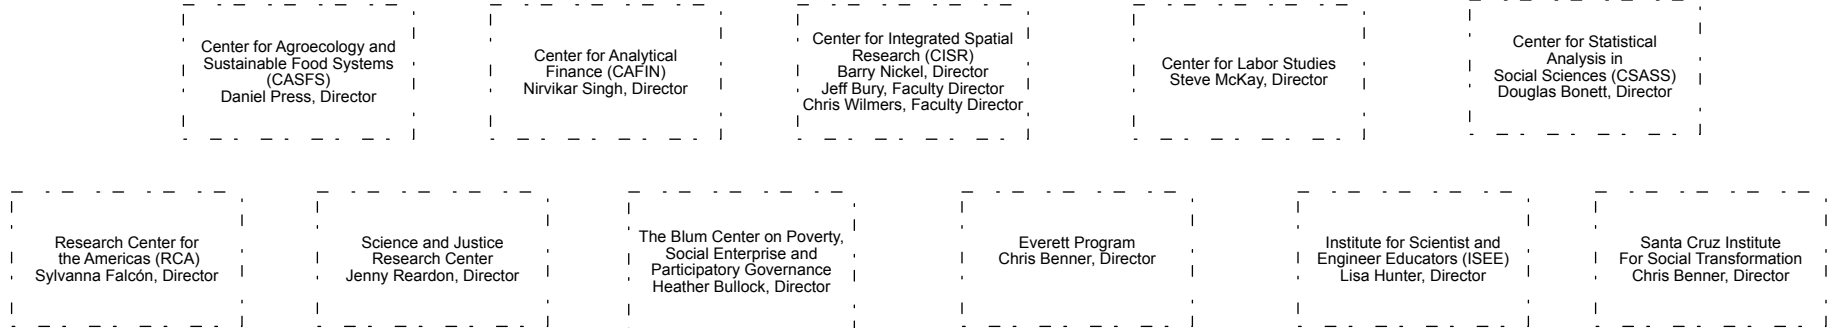 Center for Agroecology and
Sustainable Food Systems
(CASFS)
Daniel Press, Director
Center for Analytical
Finance (CAFIN)
Nirvikar Singh, Director
Center for Integrated Spatial
Research (CISR)
Barry Nickel, Director
Jeff Bury, Faculty Director
Chris Wilmers, Faculty Director
Center for Labor Studies
Steve McKay, Director
Center for Statistical
Analysis in
Social Sciences (CSASS)
Douglas Bonett, Director
Research Center for
the Americas (RCA)
Sylvanna Falcón, Director
Science and Justice
Research Center
Jenny Reardon, Director
The Blum Center on Poverty,
Social Enterprise and
Participatory Governance
Heather Bullock, Director
Everett Program
Chris Benner, Director
Institute for Scientist and
Engineer Educators (ISEE)
Lisa Hunter, Director
Santa Cruz Institute
For Social Transformation
Chris Benner, Director